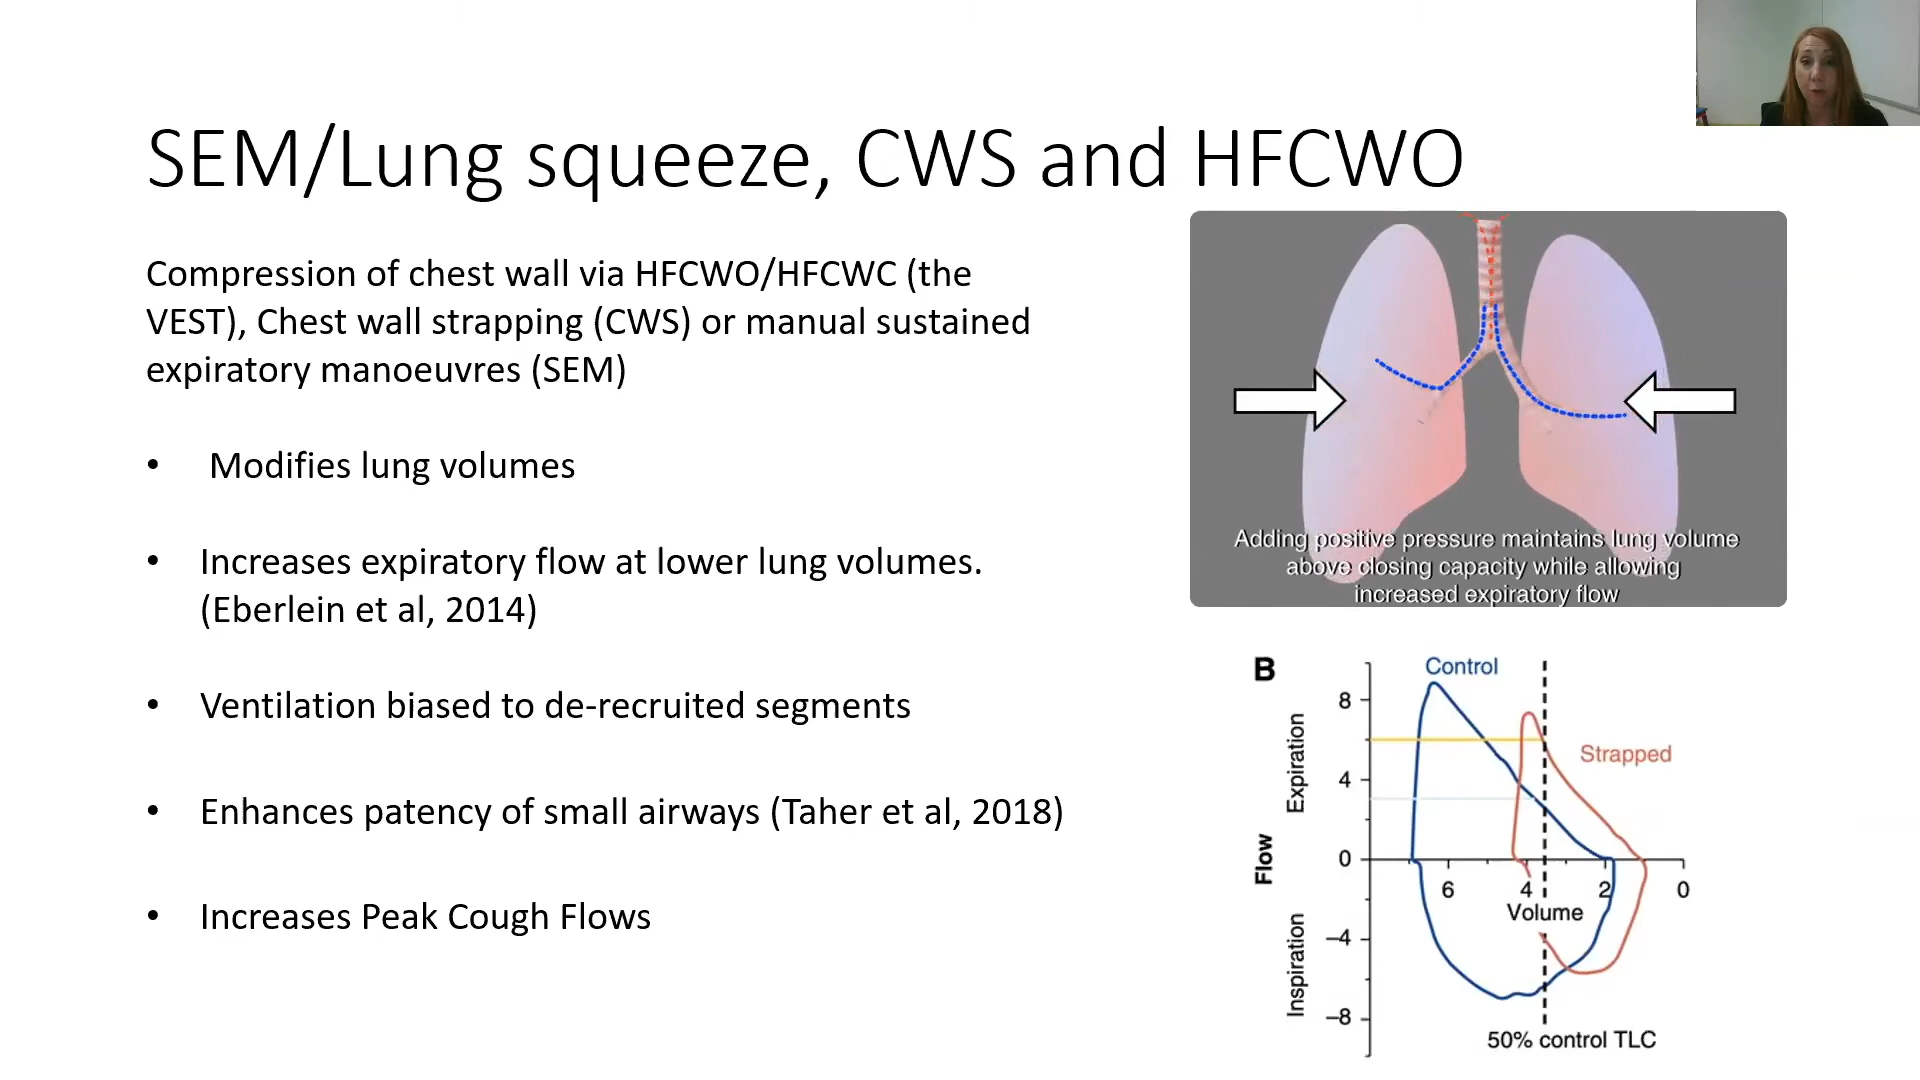 SEM/Lung squeeze, CWS and HFCWO
Compression of chest wall via HFCWO/HFCWC (the
VEST), Chest wall strapping (CWS) or manual sustained
expiratory manoeuvres (SEM)
• Modifies lung volumes
• Increases expiratory flow at lower lung volumes.
(Eberlein et al, 2014)
• Ventilation biased to de-recruited segments
• Enhances patency of small airways (Taher et al, 2018)
• Increases Peak Cough Flows
Adding positive pressure maintains lung volume
above closing capacity while allowing
increased expiratory flow
B
Control
Strapped
8
4
0
–4
–8
Expiration
Flow
Inspiration
6 4 2 0
Volume
50% control TLC